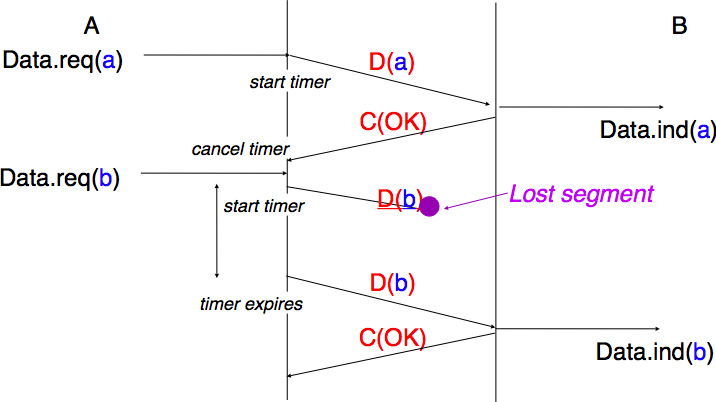 A
B
Data.req(a)
D(a)
start timer
C(OK)
Data.ind(a)
cancel timer
Data.req(b)
D(b)
Lost segment
start timer
D(b)
timer expires
C(OK)
Data.ind(b)